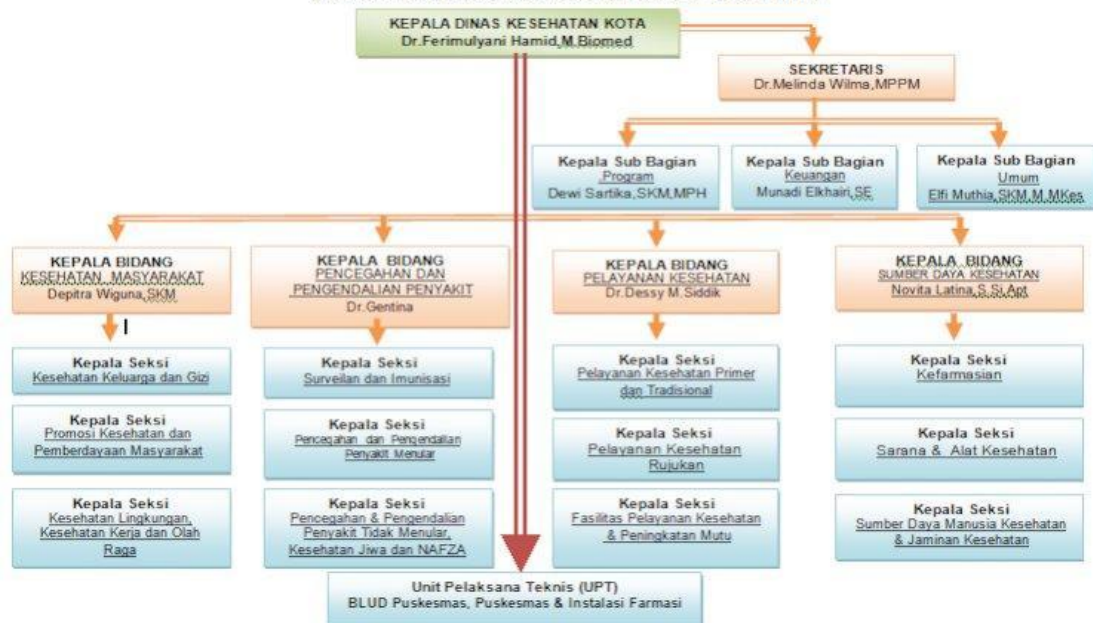 KEPALA DINAS KESEHATAN KOTA
Dr.Ferimulyani Hamid,M.Biomed
SEKRETARIS
Dr.Melinda Wilma,MPPM
Kepala Sub Bagian
Program
Dewi Sartika,SKM,MPH
Kepala Sub Bagian
Keuangan
Munadi Elkhairi,SE
Kepala Sub Bagian
Umum
Elfi Muthia,SKM,M.MKes
KEPALA BIDANG
KESEHATAN MASYARAKAT
Depitra Wiguna,SKM
KEPALA BIDANG
PENCEGAHAN DAN
PENGENDALIAN PENYAKIT
Dr.Gentina
KEPALA BIDANG
PELAYANAN KESEHATAN
Dr.Dessy M.Siddik
KEPALA BIDANG
SUMBER DAYA KESEHATAN
Novita Latina,S.Si,Apt
Kepala Seksi
Kesehatan Keluarga dan Gizi
Kepala Seksi
Surveilan dan Imunisasi
Kepala Seksi
Pelayanan Kesehatan Primer
dan Tradisional
Kepala Seksi
Kefarmasian
Kepala Seksi
Promosi Kesehatan dan
Pemberdayaan Masyarakat
Kepala Seksi
Pencegahan dan Pengendalian
Penyakit Menular
Kepala Seksi
Pelayanan Kesehatan
Rujukan
Kepala Seksi
Sarana & Alat Kesehatan
Kepala Seksi
Kesehatan Lingkungan,
Kesehatan Kerja dan Olah
Raga
Kepala Seksi
Pencegahan & Pengendalian
Penyakit Tidak Menular,
Kesehatan Jiwa dan NAFZA
Kepala Seksi
Fasilitas Pelayanan Kesehatan
& Peningkatan Mutu
Kepala Seksi
Sumber Daya Manusia Kesehatan
& Jaminan Kesehatan
Unit Pelaksana Teknis (UPT)
BLUD Puskesmas, Puskesmas & Instalasi Farmasi